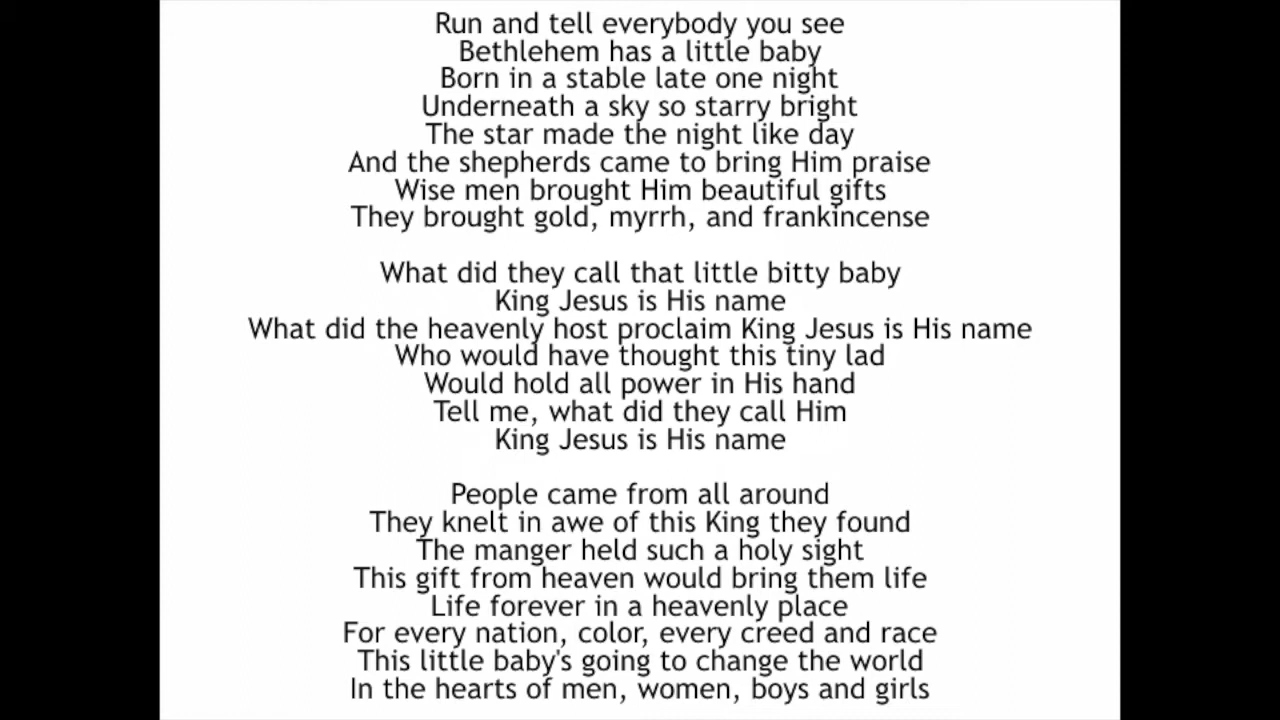 Run and tell everybody you see
Bethlehem has a little baby
Born in a stable late one night
Underneath a sky so starry bright
The star made the night like day
And the shepherds came to bring Him praise
Wise men brought Him beautiful gifts
They brought gold, myrrh, and frankincense
What did they call that little bitty baby
King Jesus is His name
What did the heavenly host proclaim King Jesus is His name
Who would have thought this tiny lad
Would hold all power in His hand
Tell me, what did they call Him
King Jesus is His name
People came from all around
They knelt in awe of this King they found
The manger held such a holy sight
This gift from heaven would bring them life
Life forever in a heavenly place
For every nation, color, every creed and race
This little baby's going to change the world
In the hearts of men, women, boys and girls